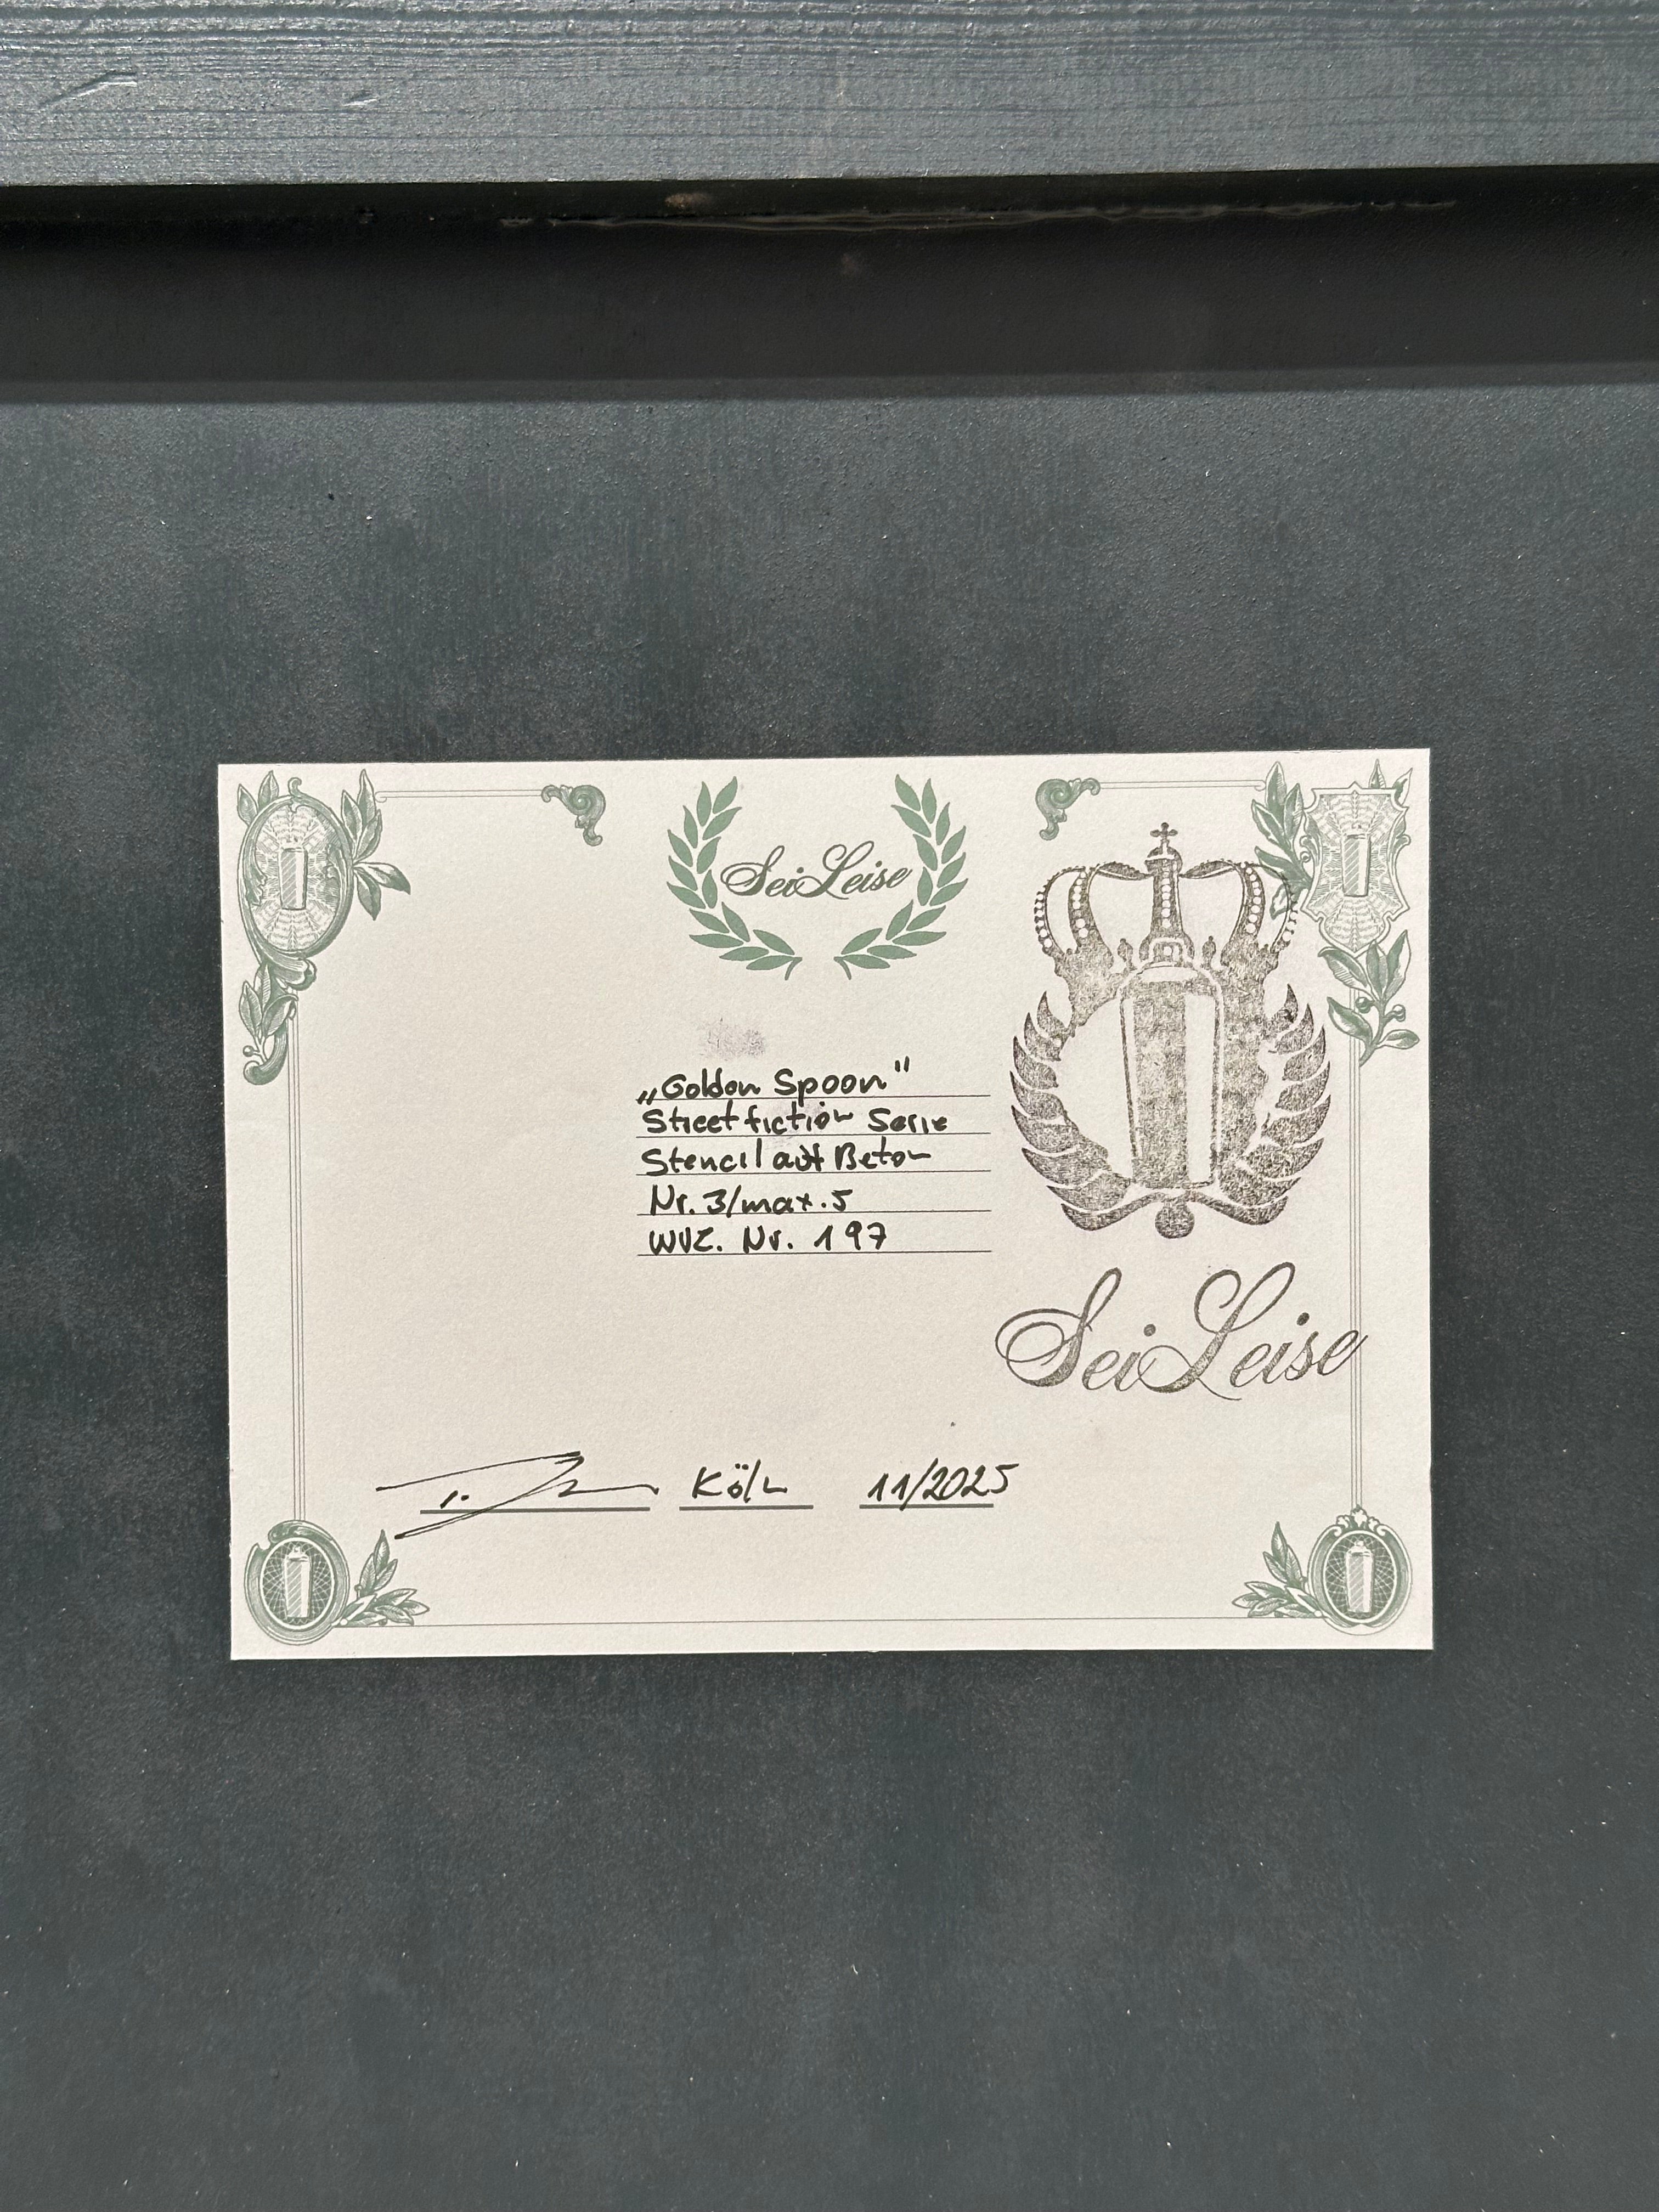 SeiLeise
„Golden Spoon"
Streetfiction Serie
Stencil auf Beton
Nr. 3/max. 5
WVZ. Nr. 197
SeiLeise
Köln 11/2025